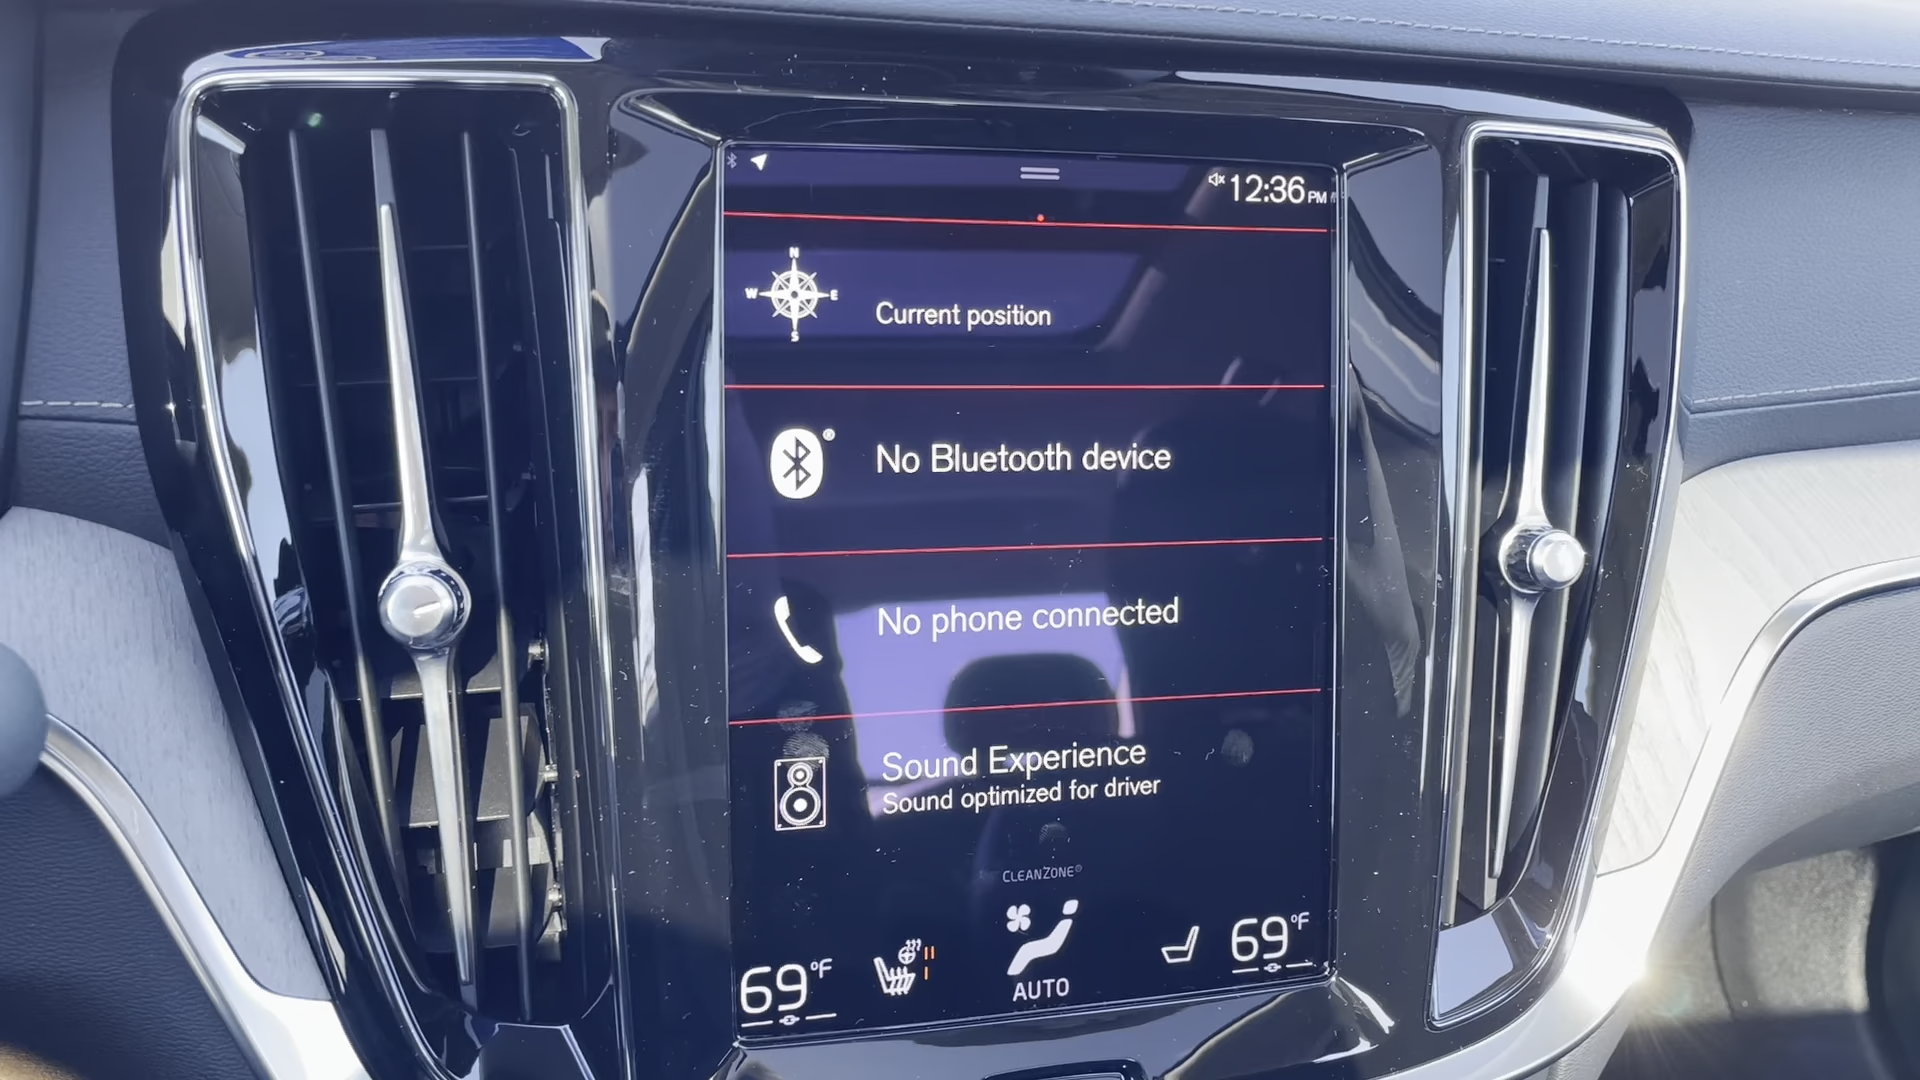 12:36 PM
N
W E
S
Current position
No Bluetooth device
No phone connected
Sound Experience
Sound optimized for driver
CLEANZONE®
69°F
69°F
AUTO